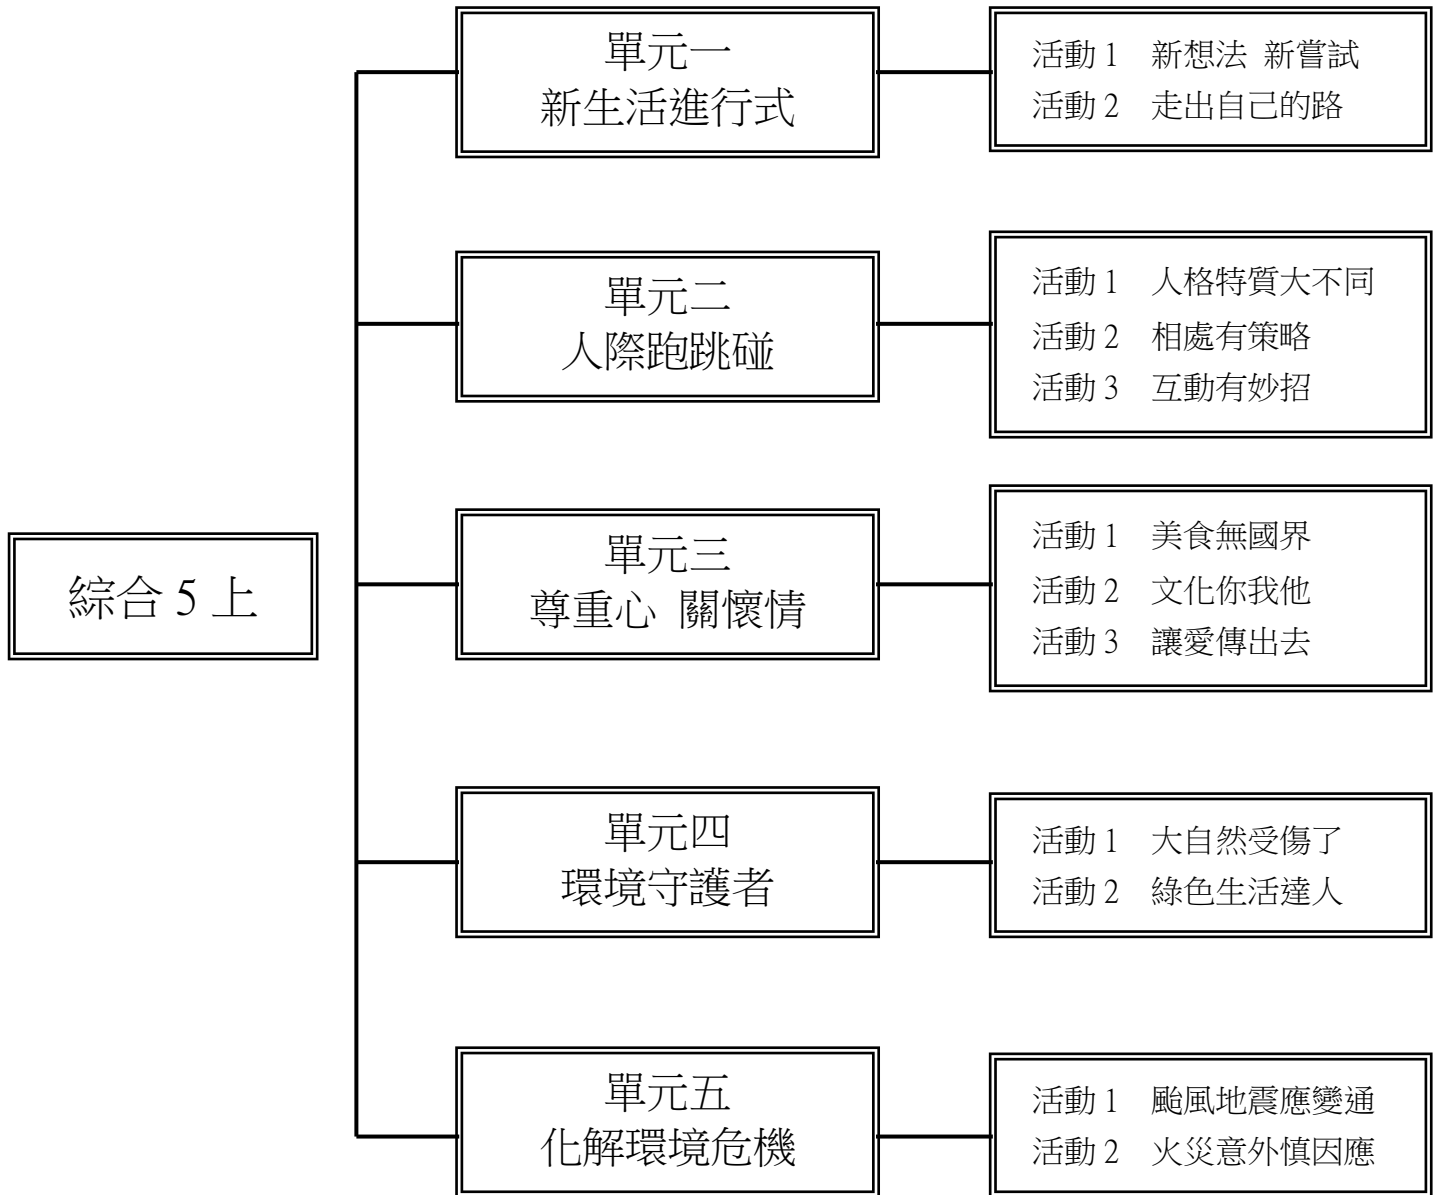 綜合 5 上
單元一
新生活進行式
活動 1 新想法 新嘗試
活動 2 走出自己的路
單元二
人際跑跳碰
活動 1 人格特質大不同
活動 2 相處有策略
活動 3 互動有妙招
單元三
尊重心 關懷情
活動 1 美食無國界
活動 2 文化你我他
活動 3 讓愛傳出去
單元四
環境守護者
活動 1 大自然受傷了
活動 2 綠色生活達人
單元五
化解環境危機
活動 1 颱風地震應變通
活動 2 火災意外慎因應